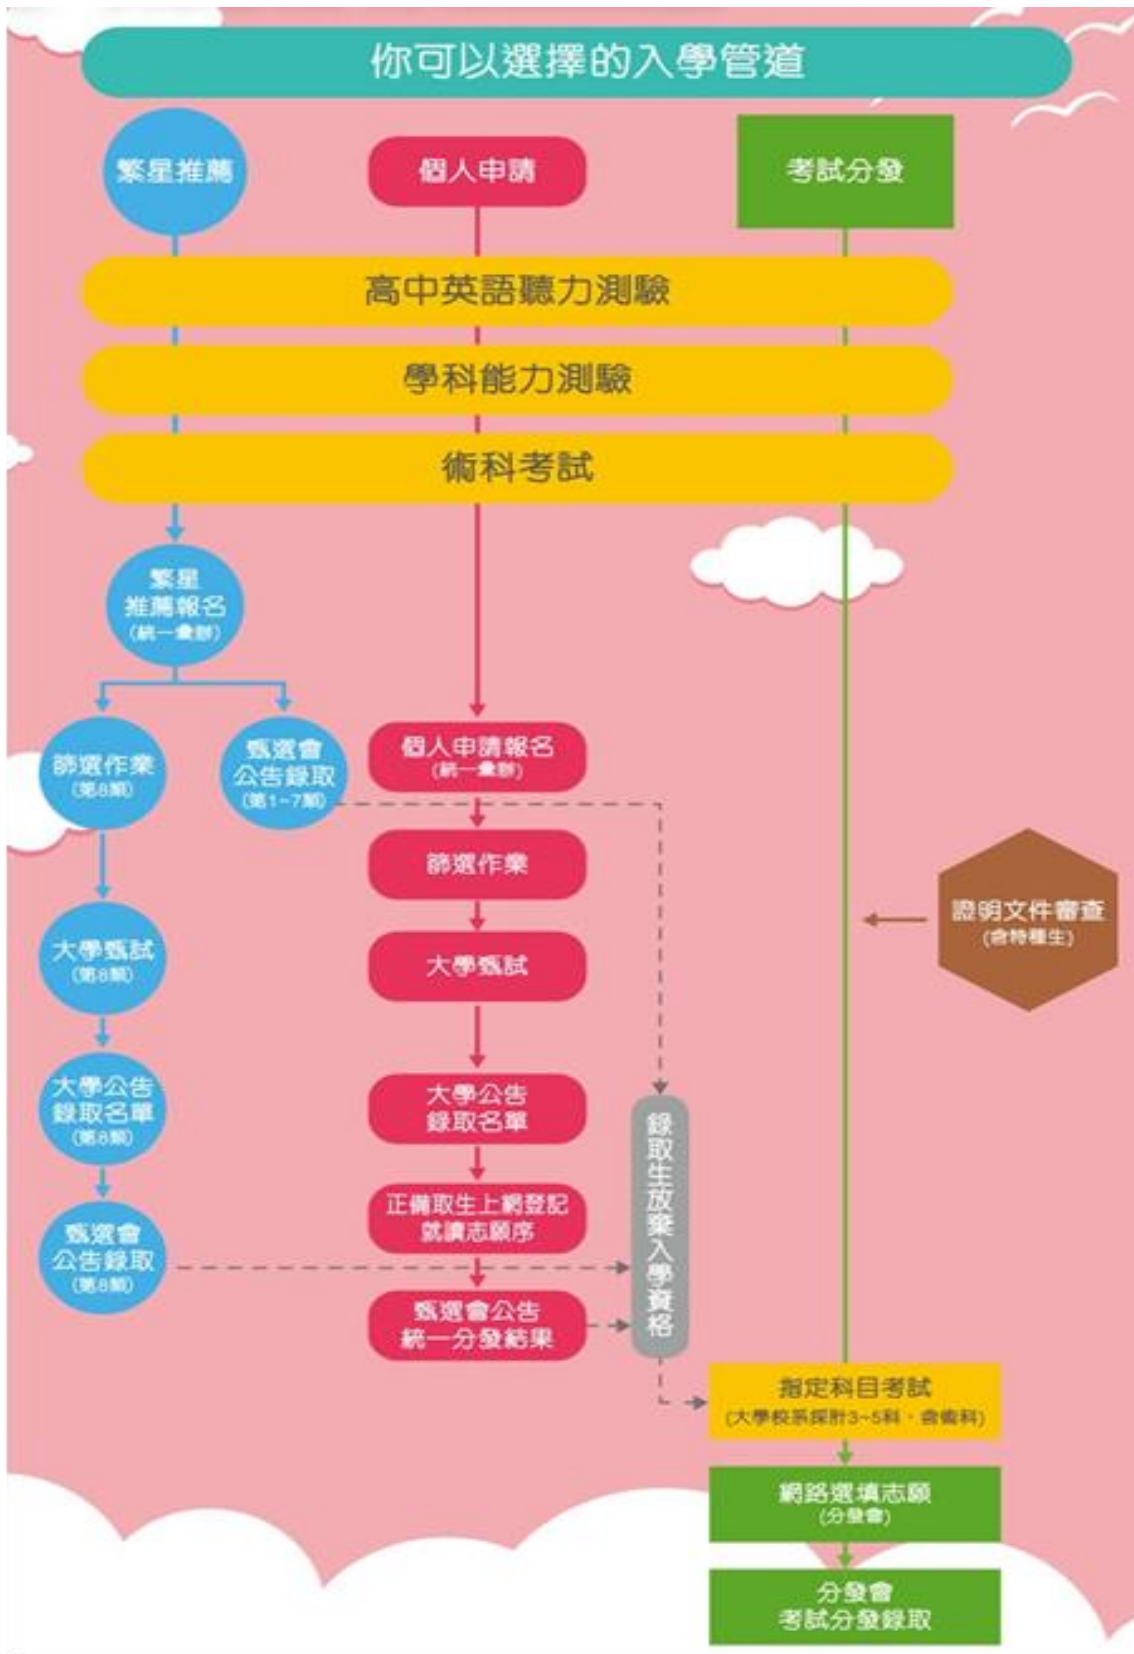 你可以選擇的入學管道
繁星推薦
個人申請
考試分發
高中英語聽力測驗
學科能力測驗
術科考試
繁星
推薦報名
(統一彙辦)
篩選作業
(第8類)
甄選會
公告錄取
(第1~7類)
大學甄試
(第8類)
大學公告
錄取名單
(第8類)
甄選會
公告錄取
(第8類)
個人申請報名
(統一彙辦)
篩選作業
大學甄試
大學公告
錄取名單
正備取生上網登記
就讀志願序
甄選會公告
統一分發結果
錄取生放棄入學資格
證明文件審查
(含特種生)
指定科目考試
(大學校系採計3~5科，含術科)
網路選填志願
(分發會)
分發會
考試分發錄取